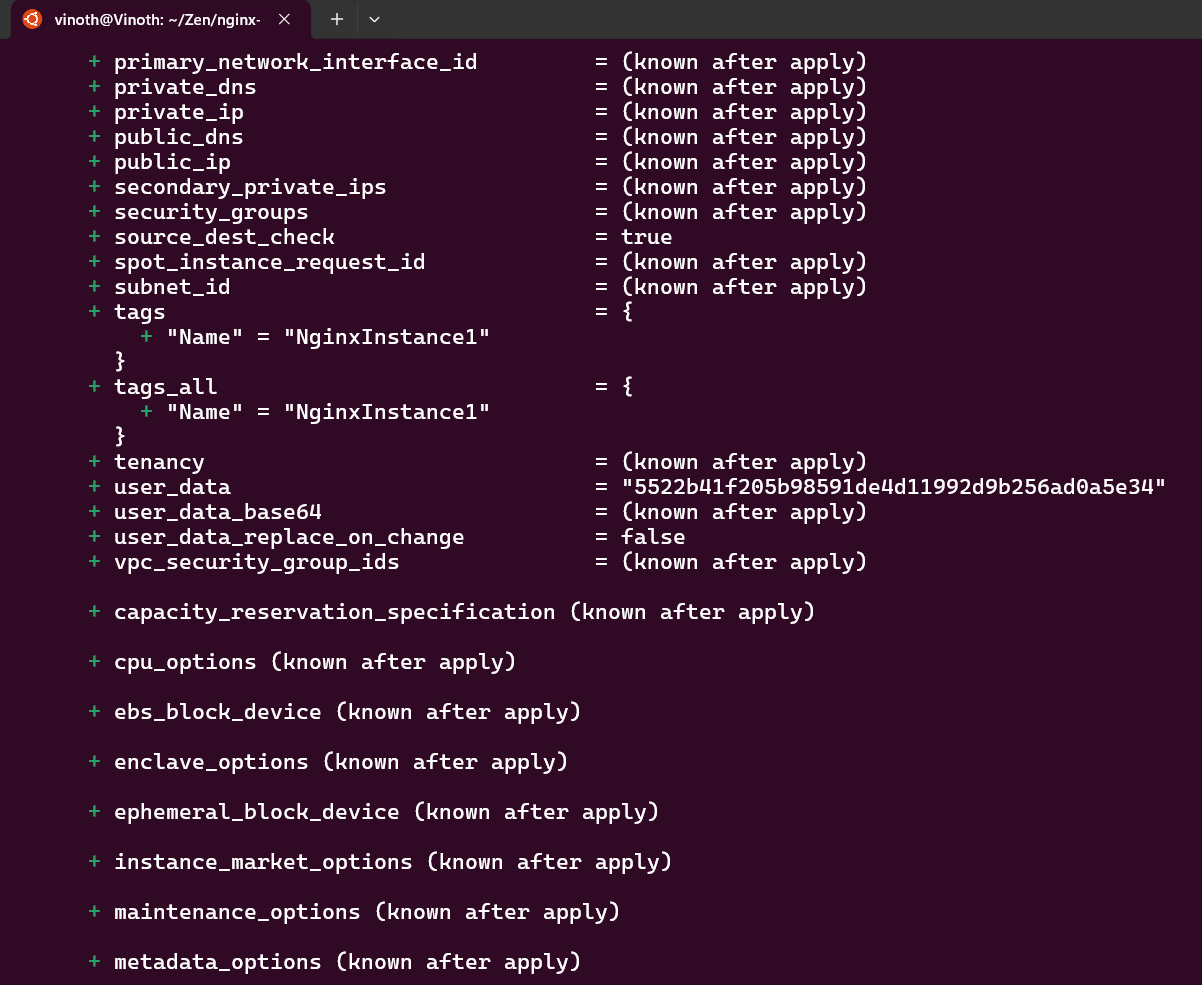 vinoth@Vinoth: ~/Zen/nginx-
+ primary_network_interface_id = (known after apply)
+ private_dns = (known after apply)
+ private_ip = (known after apply)
+ public_dns = (known after apply)
+ public_ip = (known after apply)
+ secondary_private_ips = (known after apply)
+ security_groups = (known after apply)
+ source_dest_check = true
+ spot_instance_request_id = (known after apply)
+ subnet_id = (known after apply)
+ tags = {
+ "Name" = "NginxInstance1"
}
+ tags_all = {
+ "Name" = "NginxInstance1"
}
+ tenancy = (known after apply)
+ user_data = "5522b41f205b98591de4d11992d9b256ad0a5e34"
+ user_data_base64 = (known after apply)
+ user_data_replace_on_change = false
+ vpc_security_group_ids = (known after apply)
+ capacity_reservation_specification (known after apply)
+ cpu_options (known after apply)
+ ebs_block_device (known after apply)
+ enclave_options (known after apply)
+ ephemeral_block_device (known after apply)
+ instance_market_options (known after apply)
+ maintenance_options (known after apply)
+ metadata_options (known after apply)